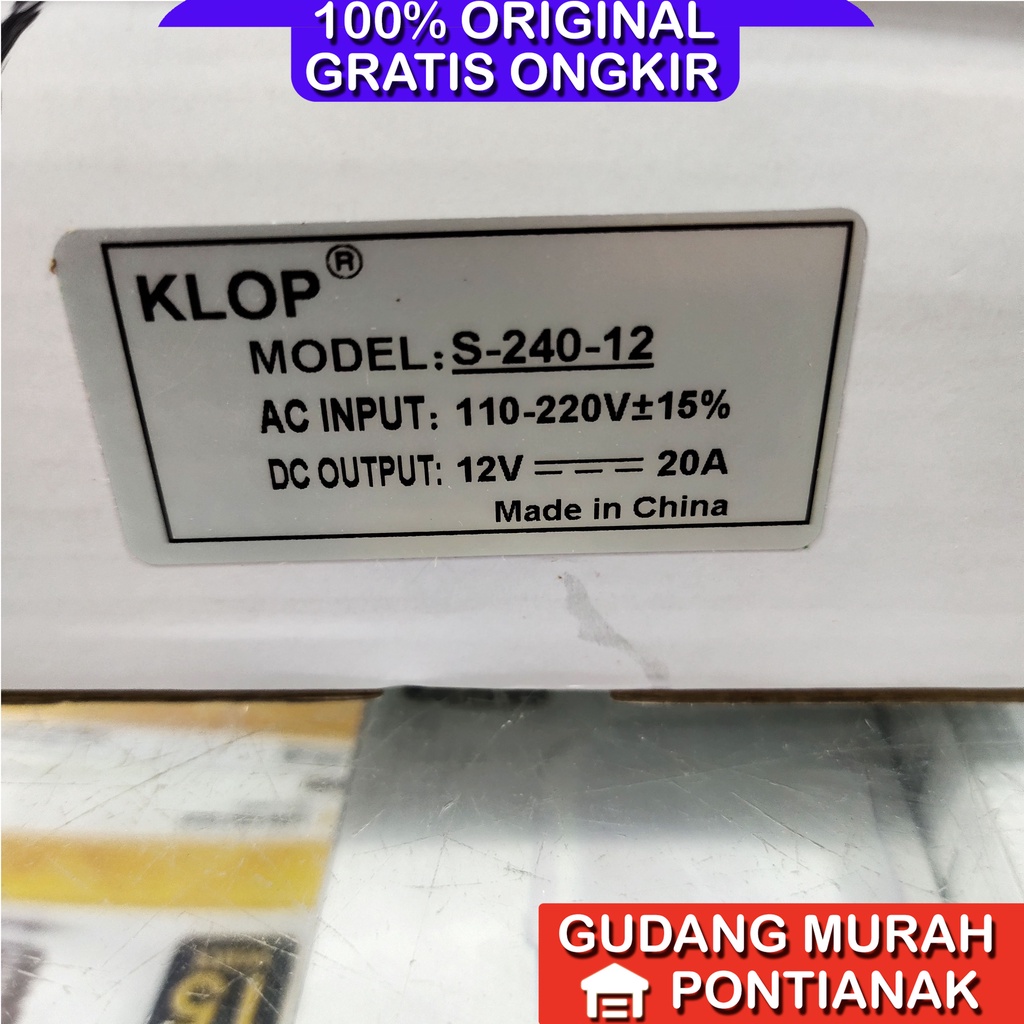 100% ORIGINAL
GRATIS ONGKIR
KLOP®
MODEL: S-240-12
AC INPUT: 110-220V±15%
DC OUTPUT: 12V 20A
Made in China
GUDANG MURAH
PONTIANAK